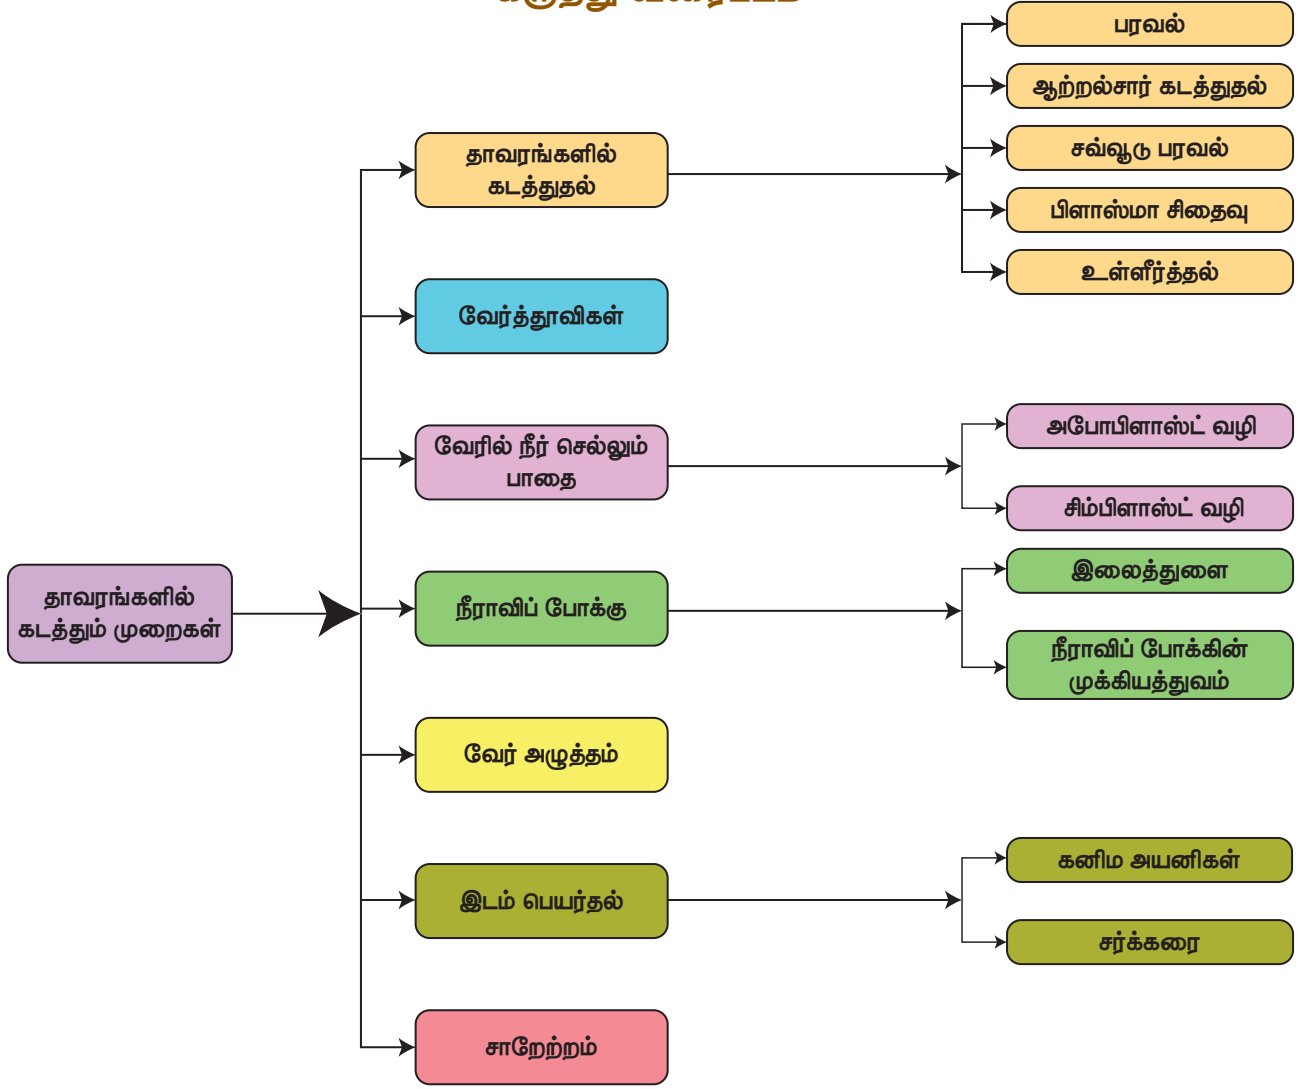 தாவரங்களில்
கடத்தும் முறைகள்
தாவரங்களில்
கடத்துதல்
பரவல்
ஆற்றல்சார் கடத்துதல்
சவ்வூடு பரவல்
பிளாஸ்மா சிதைவு
உள்ளீர்த்தல்
வேர்த்தூவிகள்
வேரில் நீர் செல்லும்
பாதை
அபோபிளாஸ்ட் வழி
சிம்பிளாஸ்ட் வழி
நீராவிப் போக்கு
இலைத்துளை
நீராவிப் போக்கின்
முக்கியத்துவம்
வேர் அழுத்தம்
இடம் பெயர்தல்
கனிம அயனிகள்
சர்க்கரை
சாறேற்றம்